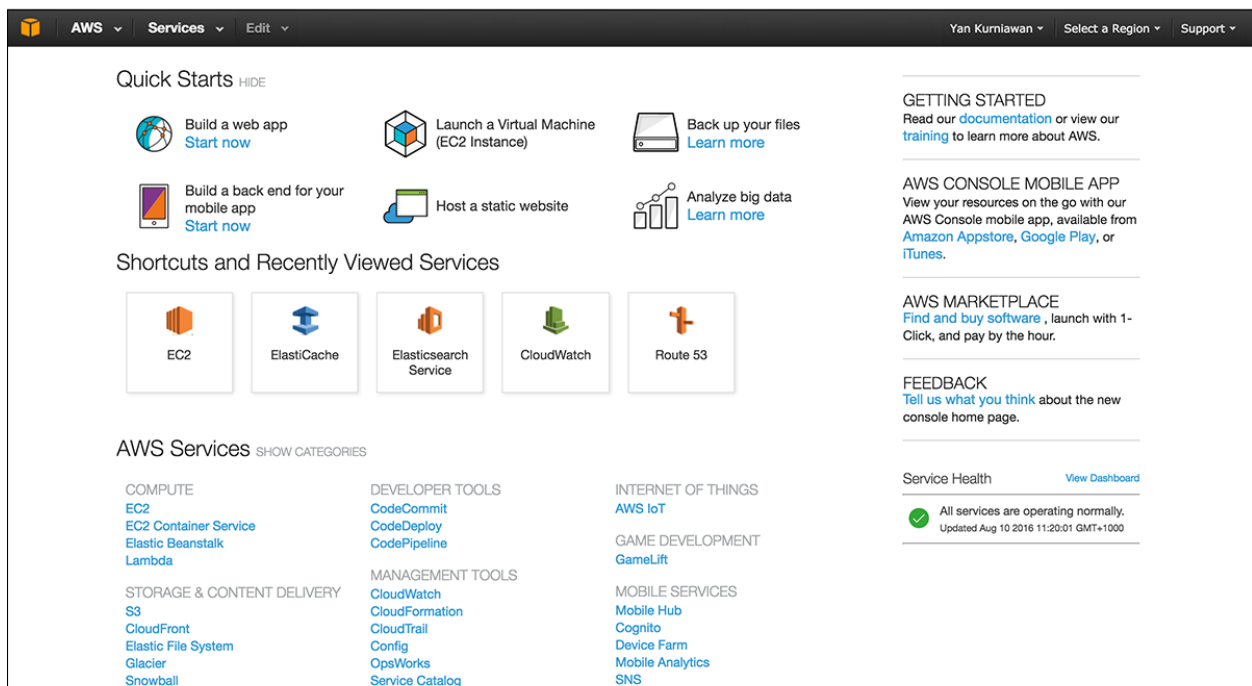 AWS Services Edit Yan Kurniawan Select a Region Support
Quick Starts HIDE
Build a web app
Start now
Launch a Virtual Machine
(EC2 Instance)
Back up your files
Learn more
Build a back end for your
mobile app
Start now
Host a static website
Analyze big data
Learn more
Shortcuts and Recently Viewed Services
EC2
ElastiCache
Elasticsearch
Service
CloudWatch
Route 53
AWS Services SHOW CATEGORIES
COMPUTE
EC2
EC2 Container Service
Elastic Beanstalk
Lambda
STORAGE & CONTENT DELIVERY
S3
CloudFront
Elastic File System
Glacier
Snowball
DEVELOPER TOOLS
CodeCommit
CodeDeploy
CodePipeline
MANAGEMENT TOOLS
CloudWatch
CloudFormation
CloudTrail
Config
OpsWorks
Service Catalog
INTERNET OF THINGS
AWS IoT
GAME DEVELOPMENT
GameLift
MOBILE SERVICES
Mobile Hub
Cognito
Device Farm
Mobile Analytics
SNS
GETTING STARTED
Read our documentation or view our
training to learn more about AWS.
AWS CONSOLE MOBILE APP
View your resources on the go with our
AWS Console mobile app, available from
Amazon Appstore, Google Play, or
iTunes.
AWS MARKETPLACE
Find and buy software , launch with 1-
Click, and pay by the hour.
FEEDBACK
Tell us what you think about the new
console home page.
Service Health View Dashboard
All services are operating normally.
Updated Aug 10 2016 11:20:01 GMT+1000